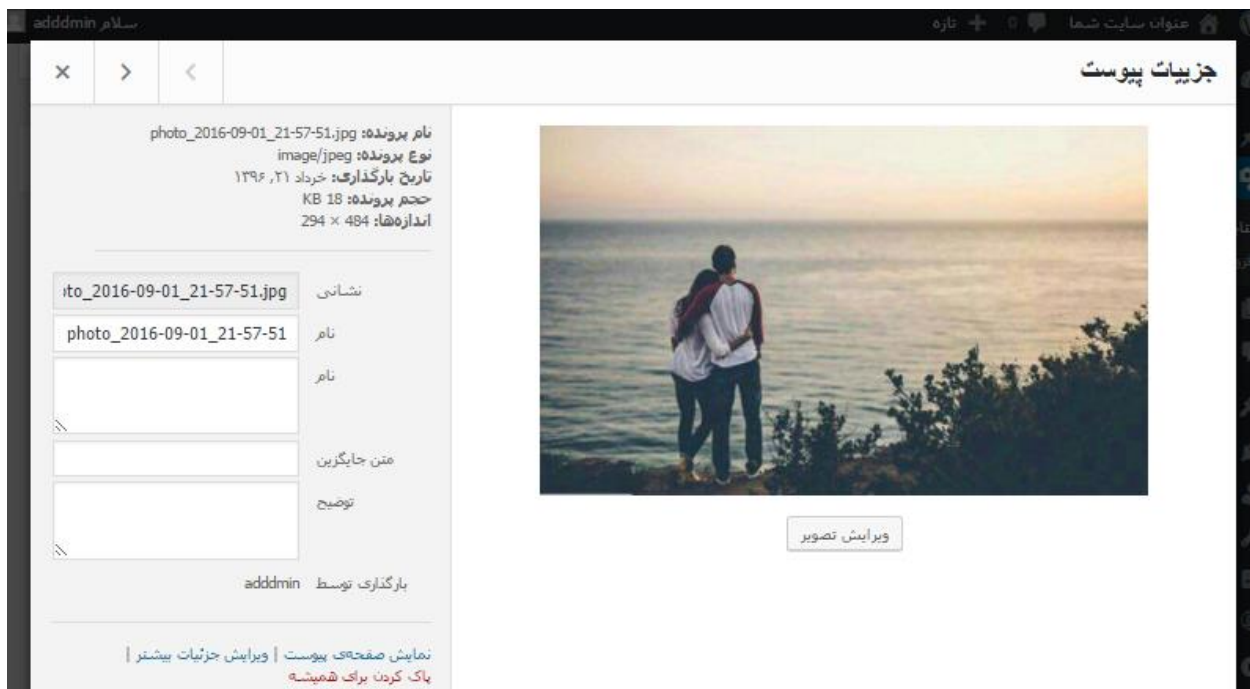 عنوان سایت شما 0 تازه سلام adddmin
جزییات پیوست
نام پرونده: photo_2016-09-01_21-57-51.jpg
نوع پرونده: image/jpeg
تاریخ بارگذاری: خرداد ۲۱, ۱۳۹۶
حجم پرونده: 18 KB
اندازه‌ها: 484 × 294
نشانی to_2016-09-01_21-57-51.jpg
نام photo_2016-09-01_21-57-51
نام
متن جایگزین
توضیح
بارگذاری توسط adddmin
ویرایش تصویر
نمایش صفحه‌ی پیوست | ویرایش جزئیات بیشتر |
پاک کردن برای همیشه